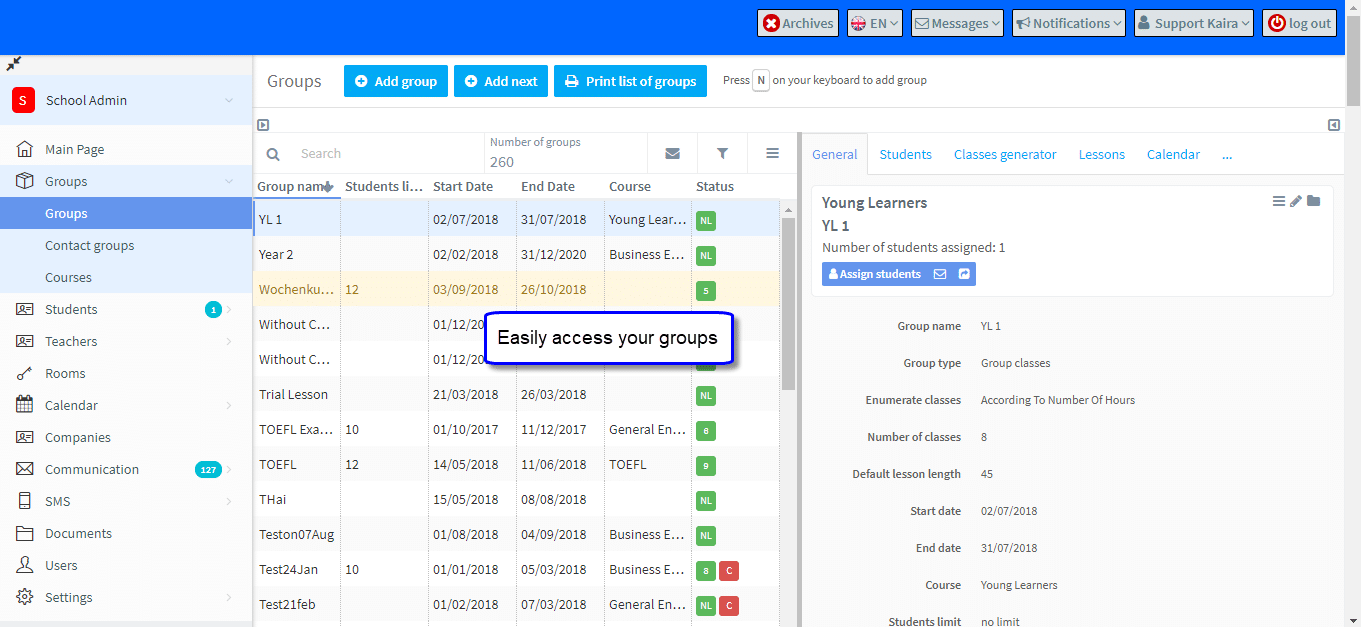 Archives EN Messages Notifications Support Kaira log out
S School Admin
Main Page
Groups
Groups
Contact groups
Courses
Students 1
Teachers
Rooms
Calendar
Companies
Communication 127
SMS
Documents
Users
Settings
Groups Add group Add next Print list of groups Press N on your keyboard to add group
Search
Number of groups
260
Group name Students li... Start Date End Date Course Status
YL 1 02/07/2018 31/07/2018 Young Lear... NL
Year 2 02/02/2018 31/12/2020 Business E... NL
Wochenku... 12 03/09/2018 26/10/2018 5
Without C... 01/12/20
Without C... 01/12/20
Easily access your groups
Trial Lesson 21/03/2018 26/03/2018 NL
TOEFL Exa... 10 01/10/2017 11/12/2017 General En... 6
TOEFL 12 14/05/2018 11/06/2018 TOEFL 9
THai 15/05/2018 08/08/2018 NL
Teston07Aug 01/08/2018 04/09/2018 Business E... NL
Test24Jan 10 01/01/2018 05/03/2018 Business E... 8 C
Test21feb 01/02/2018 07/03/2018 General En... NL C
General Students Classes generator Lessons Calendar ...
Young Learners
YL 1
Number of students assigned: 1
Assign students
Group name YL 1
Group type Group classes
Enumerate classes According To Number Of Hours
Number of classes 8
Default lesson length 45
Start date 02/07/2018
End date 31/07/2018
Course Young Learners
Students limit no limit